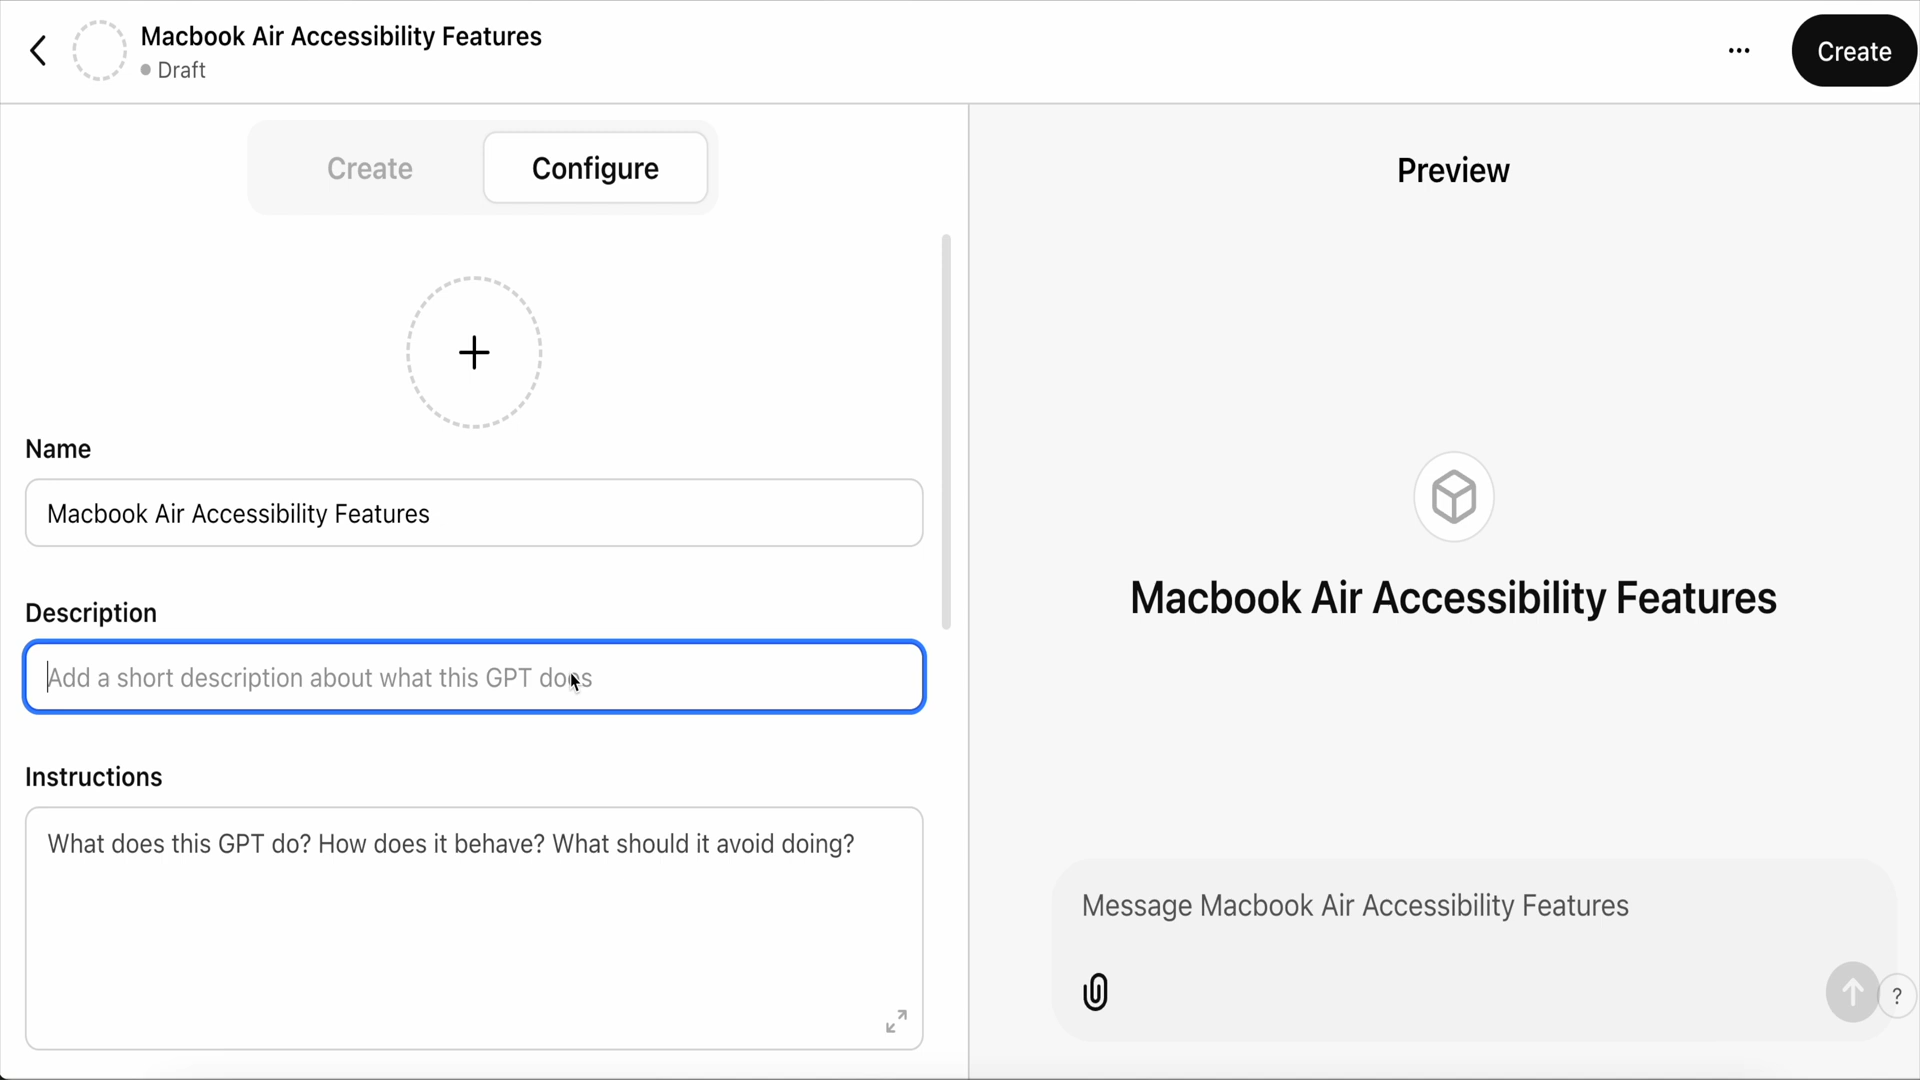 Macbook Air Accessibility Features
Draft
Create
Create
Configure
Preview
Name
Macbook Air Accessibility Features
Description
Add a short description about what this GPT does
Instructions
What does this GPT do? How does it behave? What should it avoid doing?
Macbook Air Accessibility Features
Message Macbook Air Accessibility Features
?